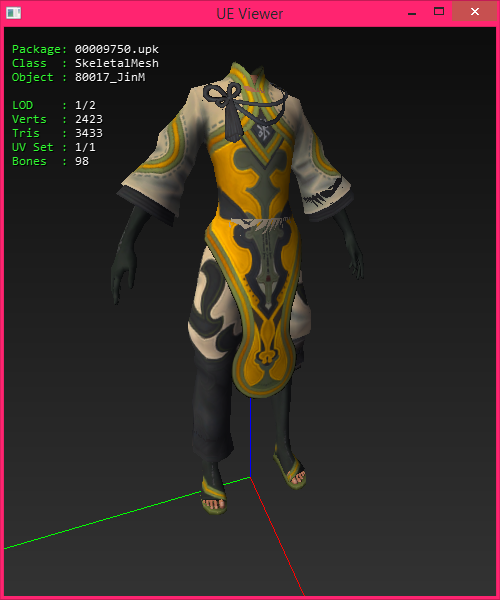 UE Viewer
Package: 00009750.upk
Class  : SkeletalMesh
Object : 80017_JinM
LOD    : 1/2
Verts  : 2423
Tris   : 3433
UV Set : 1/1
Bones  : 98